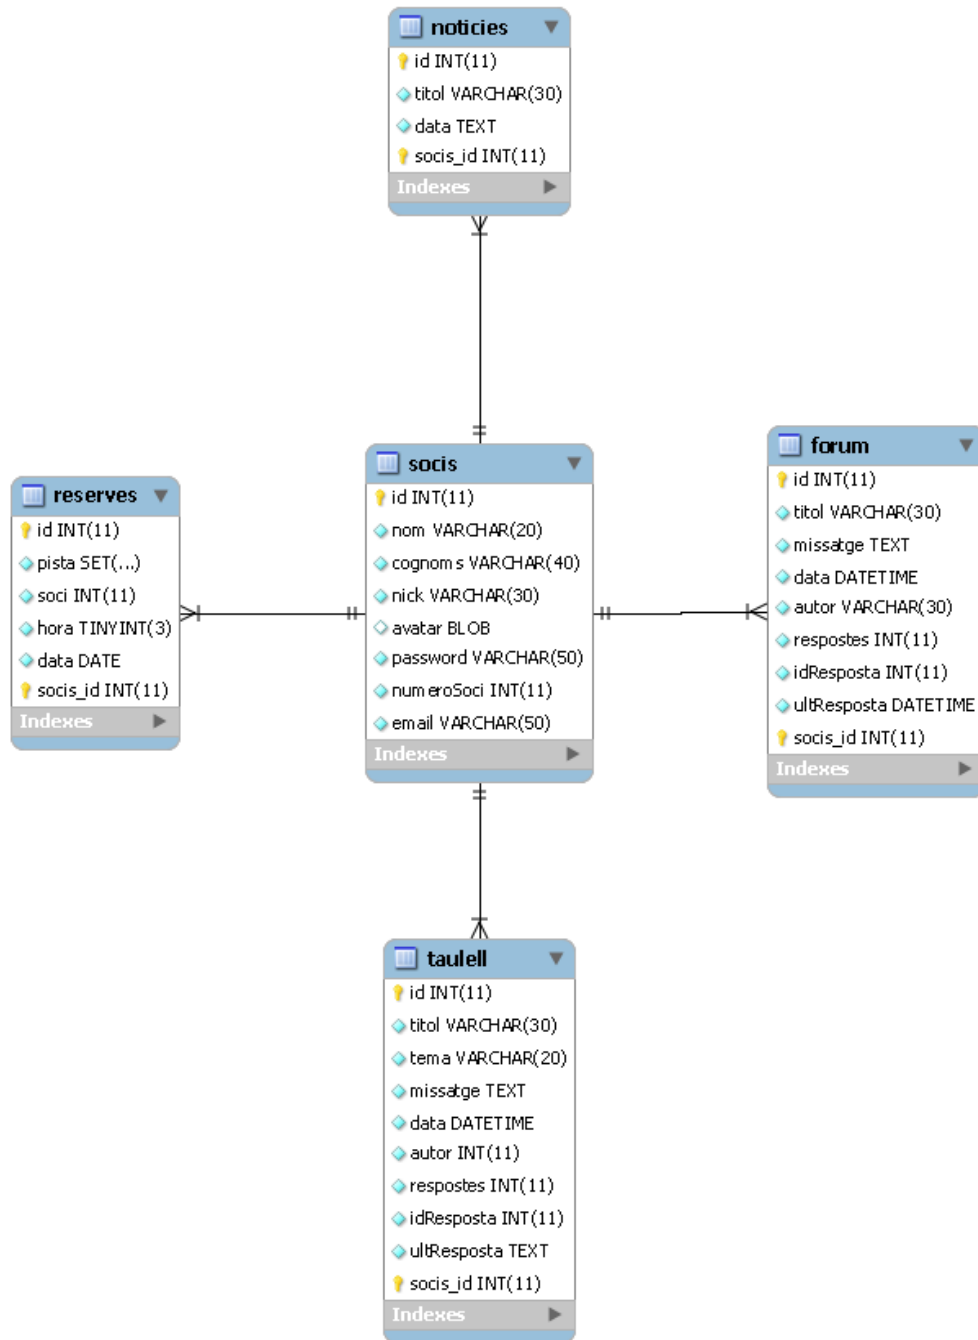 noticies
id INT(11)
titol VARCHAR(30)
data TEXT
socis_id INT(11)
Indexes
reserves
id INT(11)
pista SET(...)
soci INT(11)
hora TINYINT(3)
data DATE
socis_id INT(11)
Indexes
socis
id INT(11)
nom VARCHAR(20)
cognoms VARCHAR(40)
nick VARCHAR(30)
avatar BLOB
password VARCHAR(50)
numeroSoci INT(11)
email VARCHAR(50)
Indexes
forum
id INT(11)
titol VARCHAR(30)
missatge TEXT
data DATETIME
autor VARCHAR(30)
respostes INT(11)
idResposta INT(11)
ultResposta DATETIME
socis_id INT(11)
Indexes
taulell
id INT(11)
titol VARCHAR(30)
tema VARCHAR(20)
missatge TEXT
data DATETIME
autor INT(11)
respostes INT(11)
idResposta INT(11)
ultResposta TEXT
socis_id INT(11)
Indexes